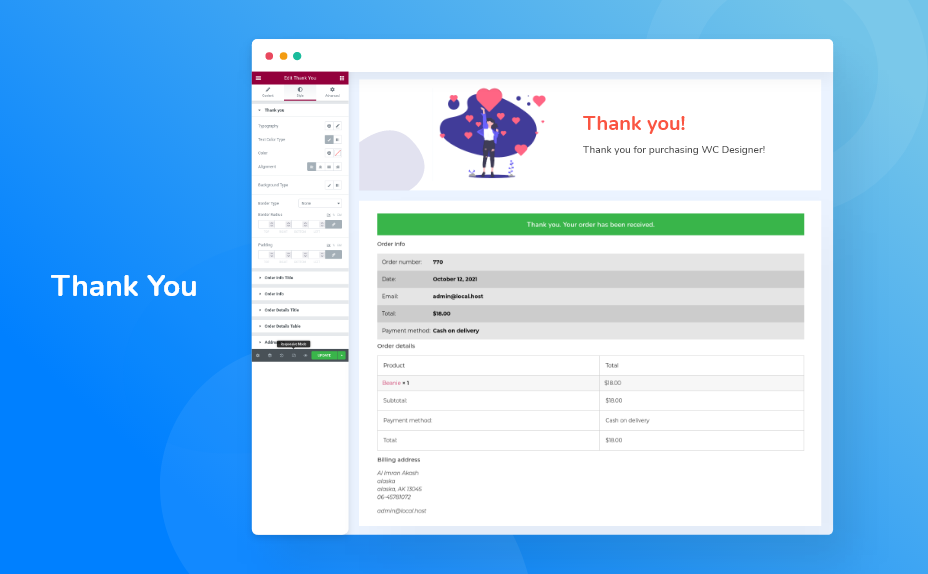 Thank You
Edit Thank You
Content
Style
Advanced
Thank you
Typography
Text Color Type
Color
Alignment
Background Type
Border Type
None
Border Radius
Padding
Order Info Title
Order Info
Order Details Title
Order Details Table
Responsive Mode
UPDATE
Thank you!
Thank you for purchasing WC Designer!
Thank you. Your order has been received.
Order info
Order number: 770
Date: October 12, 2021
Email: admin@local.host
Total: $18.00
Payment method: Cash on delivery
Order details
Product Total
Beanie × 1 $18.00
Subtotal: $18.00
Payment method: Cash on delivery
Total: $18.00
Billing address
Al Imran Akash
alaska
alaska, AK 13045
06-45781072
admin@local.host